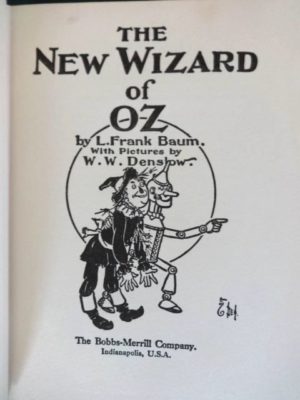 THE
NEW WIZARD
of
OZ
by L. Frank Baum.
With Pictures by
W. W. Denslow.
The Bobbs-Merrill Company.
Indianapolis, U.S.A.